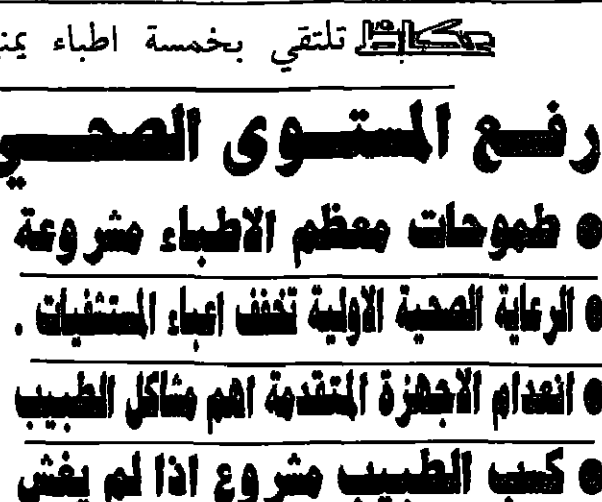 عكاظ تلتقي بخمسة اطباء
رفع المستوى الصحي
● طموحات معظم الاطباء مشروعة
● الرعاية الصحية الاولية تخفف اعباء المستشفيات .
● انعدام الاجهزة المتقدمة اهم مشاكل الطبيب
● كسب الطبيب مشروع اذا لم يغش